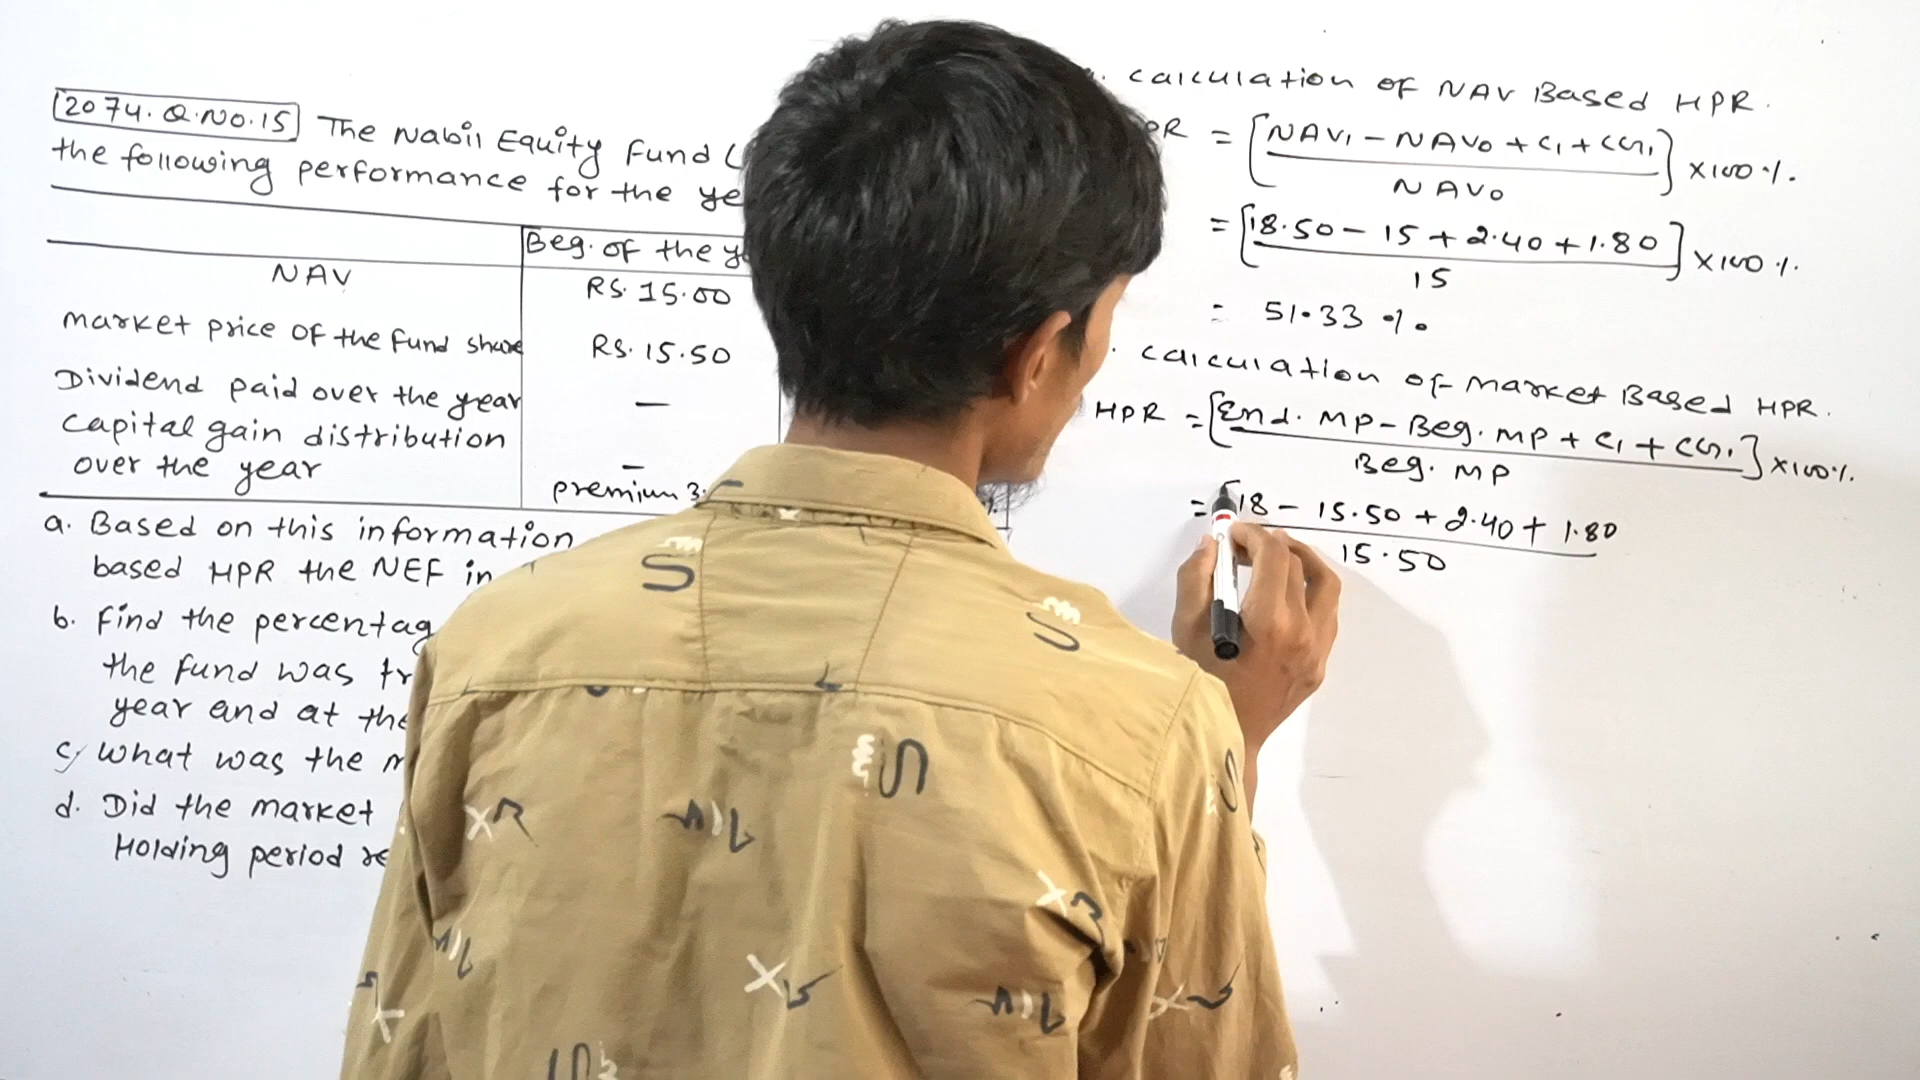 2074. Q.NO.15 The Nabil Equity Fund (
the following performance for the ye
Beg. of the y
NAV RS. 15.00
market price of the fund share RS. 15.50
Dividend paid over the year —
capital gain distribution
over the year —
premium 3.
a. Based on this information
based HPR the NEF in
b. Find the percentag
the fund was tr
year and at the
c, what was the
d. Did the market
Holding period re
calculation of NAV Based HPR.
PR = [NAV₁ - NAV₀ + C₁ + CG₁ / NAV₀] ×100%.
= [18.50 - 15 + 2.40 + 1.80 / 15] ×100%.
= 51.33 %.
calculation of market Based HPR.
HPR = [End. MP - Beg. MP + C₁ + CG₁ / Beg. MP] ×100%.
= [18 - 15.50 + 2.40 + 1.80 / 15.50